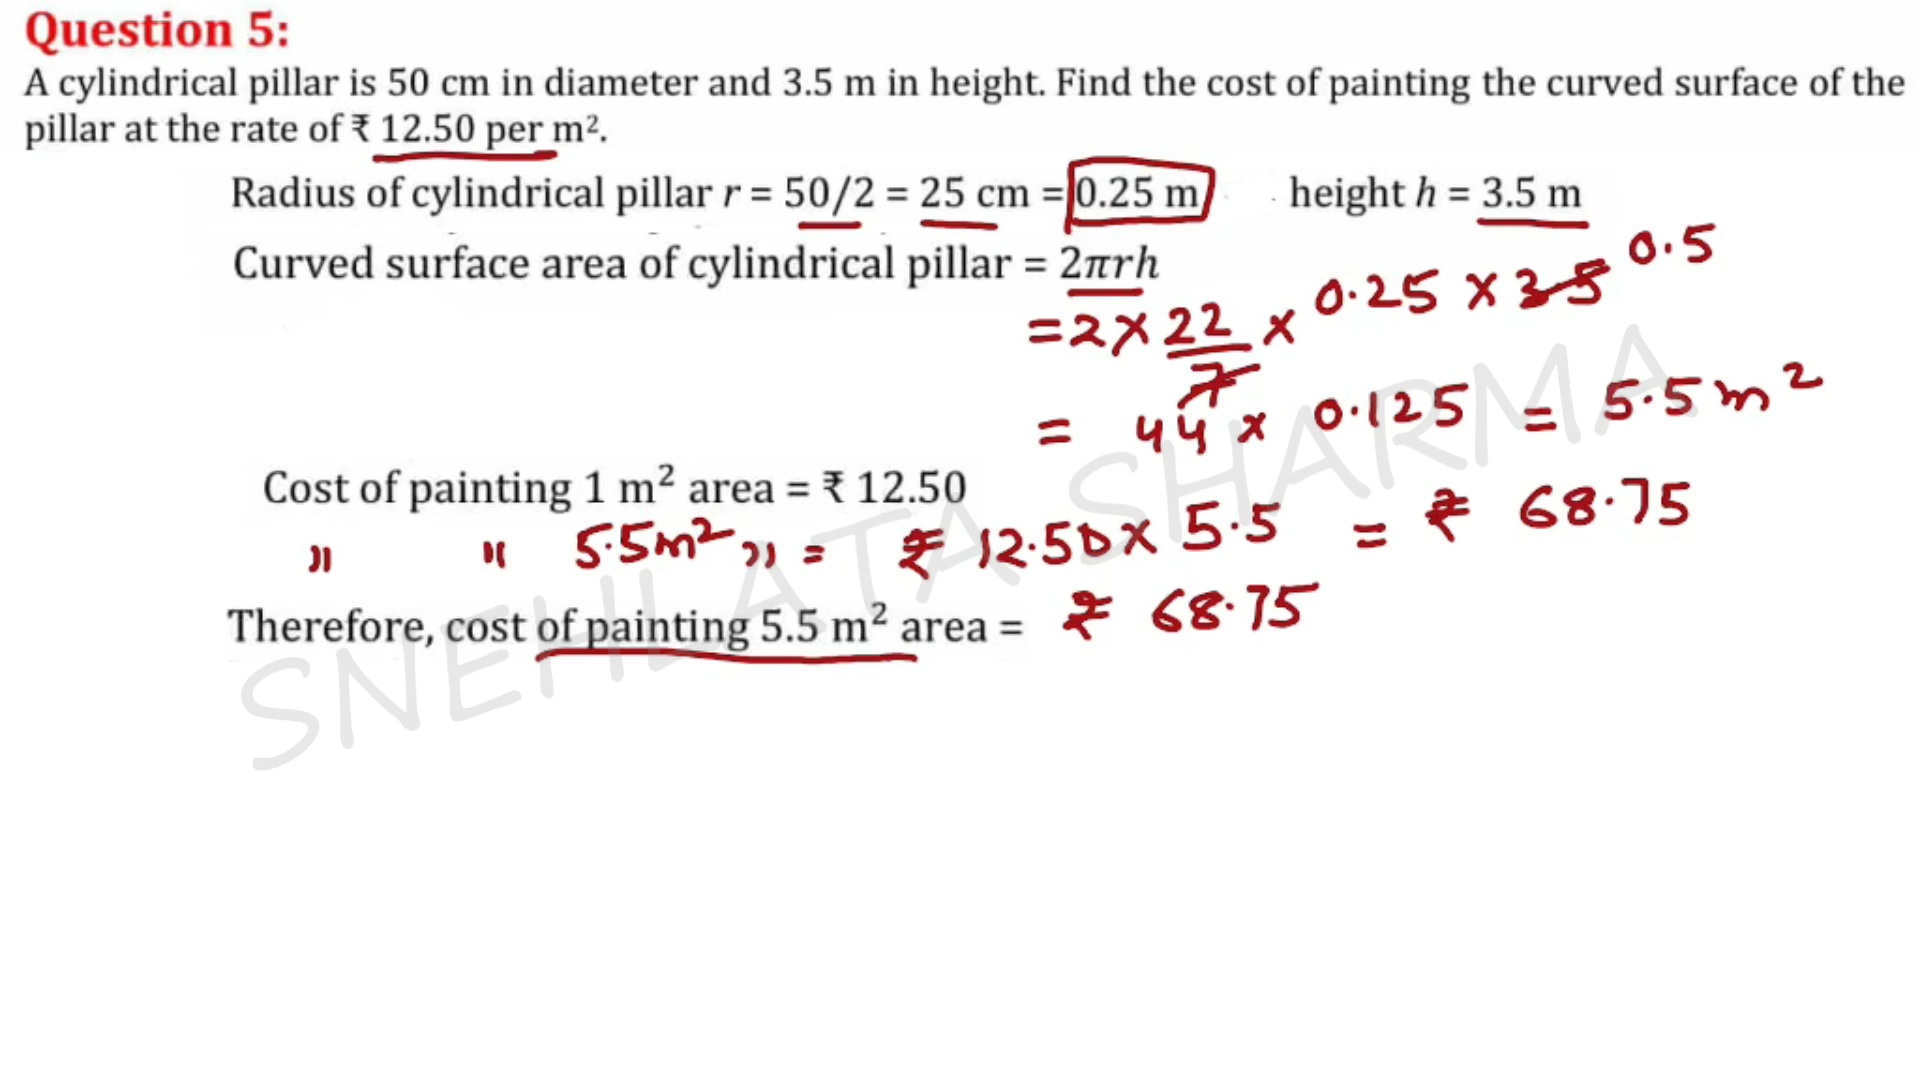 Question 5:
A cylindrical pillar is 50 cm in diameter and 3.5 m in height. Find the cost of painting the curved surface of the
pillar at the rate of ₹ 12.50 per m².
Radius of cylindrical pillar r = 50/2 = 25 cm = 0.25 m height h = 3.5 m
Curved surface area of cylindrical pillar = 2πrh
= 2 × 22/7 × 0.25 × 3.5 0.5
= 44 × 0.125 = 5.5 m²
Cost of painting 1 m² area = ₹ 12.50
" " 5.5m² " = ₹ 12.50 × 5.5 = ₹ 68.75
Therefore, cost of painting 5.5 m² area = ₹ 68.75
SNEHLATA SHARMA